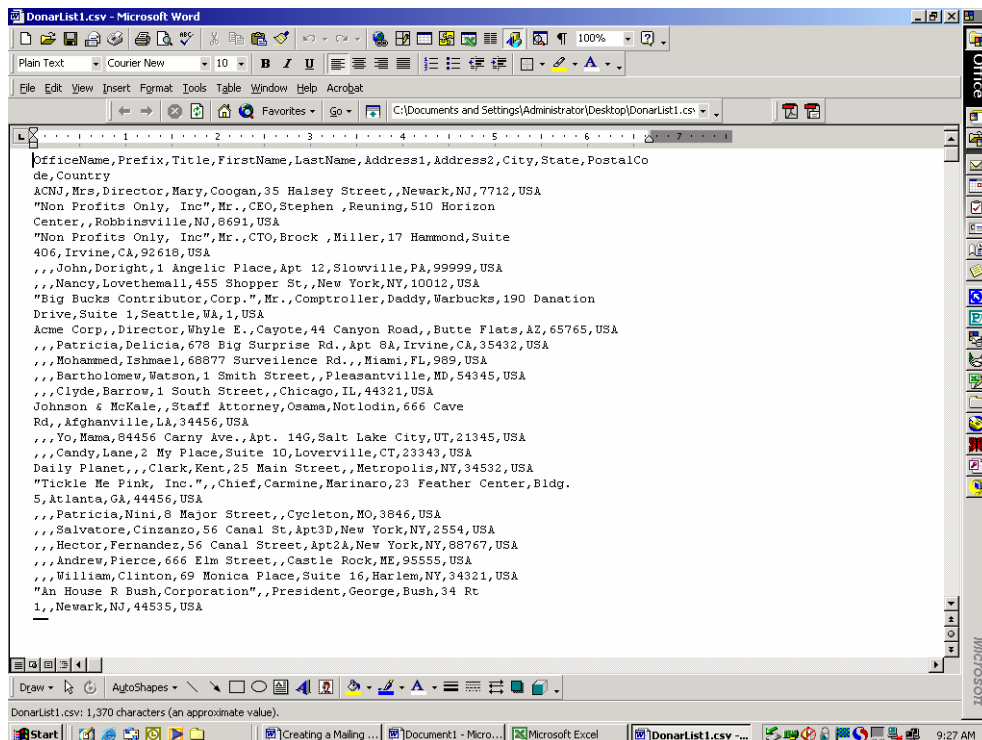 DonarList1.csv - Microsoft Word
100%
Plain Text Courier New 10 B I U A
File Edit View Insert Format Tools Table Window Help Acrobat
Favorites Go C:\Documents and Settings\Administrator\Desktop\DonarList1.csv
1 2 3 4 5 6 7
OfficeName,Prefix,Title,FirstName,LastName,Address1,Address2,City,State,PostalCo
de,Country
ACNJ,Mrs,Director,Mary,Coogan,35 Halsey Street,,Newark,NJ,7712,USA
"Non Profits Only, Inc",Mr.,CEO,Stephen ,Reuning,510 Horizon
Center,,Robbinsville,NJ,8691,USA
"Non Profits Only, Inc",Mr.,CTO,Brock ,Miller,17 Hammond,Suite
406,Irvine,CA,92618,USA
,,,John,Doright,1 Angelic Place,Apt 12,Slowville,PA,99999,USA
,,,Nancy,Lovethemall,455 Shopper St,,New York,NY,10012,USA
"Big Bucks Contributor,Corp.",Mr.,Comptroller,Daddy,Warbucks,190 Danation
Drive,Suite 1,Seattle,WA,1,USA
Acme Corp,,Director,Whyle E.,Cayote,44 Canyon Road,,Butte Flats,AZ,65765,USA
,,,Patricia,Delicia,678 Big Surprise Rd.,Apt 8A,Irvine,CA,35432,USA
,,,Mohammed,Ishmael,68877 Surveilence Rd.,,Miami,FL,989,USA
,,,Bartholomew,Watson,1 Smith Street,,Pleasantville,MD,54345,USA
,,,Clyde,Barrow,1 South Street,,Chicago,IL,44321,USA
Johnson & McKale,,Staff Attorney,Osama,Notlodin,666 Cave
Rd,,Afghanville,LA,34456,USA
,,,Yo,Mama,84456 Carny Ave.,Apt. 14G,Salt Lake City,UT,21345,USA
,,,Candy,Lane,2 My Place,Suite 10,Loverville,CT,23343,USA
Daily Planet,,,Clark,Kent,25 Main Street,,Metropolis,NY,34532,USA
"Tickle Me Pink, Inc.",,Chief,Carmine,Marinaro,23 Feather Center,Bldg.
5,Atlanta,GA,44456,USA
,,,Patricia,Nini,8 Major Street,,Cycleton,MO,3846,USA
,,,Salvatore,Cinzanzo,56 Canal St,Apt3D,New York,NY,2554,USA
,,,Hector,Fernandez,56 Canal Street,Apt2A,New York,NY,88767,USA
,,,Andrew,Pierce,666 Elm Street,,Castle Rock,ME,95555,USA
,,,William,Clinton,69 Monica Place,Suite 16,Harlem,NY,34321,USA
"An House R Bush,Corporation",,President,George,Bush,34 Rt
1,,Newark,NJ,44535,USA
Draw AutoShapes A
DonarList1.csv: 1,370 characters (an approximate value).
Start Creating a Mailing ... Document1 - Micro... Microsoft Excel DonarList1.csv -... 9:27 AM
Office
Microsoft